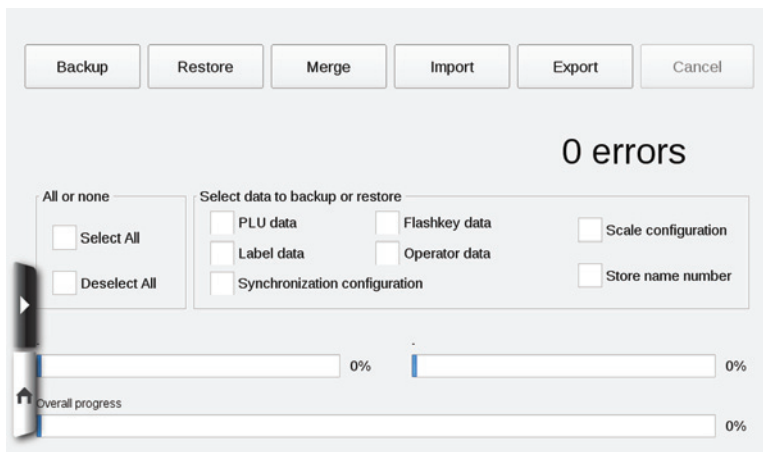 Backup Restore Merge Import Export Cancel
0 errors
All or none
Select All
Deselect All
Select data to backup or restore
PLU data Flashkey data
Label data Operator data
Synchronization configuration
Scale configuration
Store name number
0% 0%
Overall progress
0%